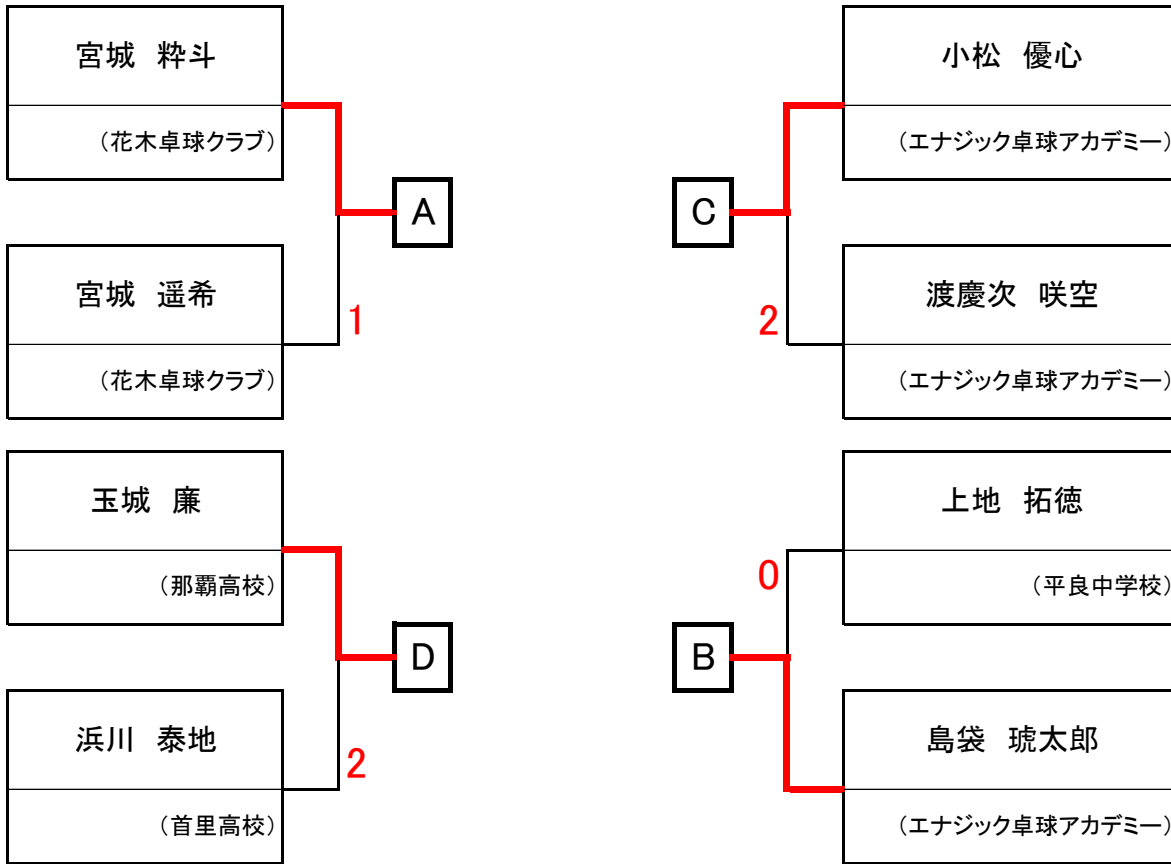 宮城　粋斗
（花木卓球クラブ）
A
宮城　遥希
1
（花木卓球クラブ）
玉城　廉
（那覇高校）
D
浜川　泰地
2
（首里高校）
小松　優心
（エナジック卓球アカデミー）
C
渡慶次　咲空
2
（エナジック卓球アカデミー）
上地　拓徳
0
（平良中学校）
B
島袋　琥太郎
（エナジック卓球アカデミー）